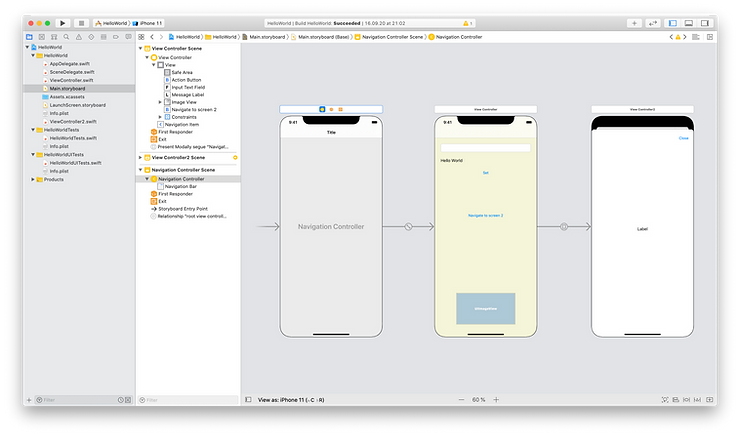 HelloWorld
iPhone 11
HelloWorld | Build HelloWorld: Succeeded | 16.09.20 at 21:02
1
HelloWorld
HelloWorld
AppDelegate.swift
SceneDelegate.swift
ViewController.swift
Main.storyboard
Assets.xcassets
LaunchScreen.storyboard
Info.plist
ViewController2.swift
HelloWorldTests
HelloWorldTests.swift
Info.plist
HelloWorldUITests
HelloWorldUITests.swift
Info.plist
Products
Filter
HelloWorld
HelloWorld
Main.storyboard
Main.storyboard (Base)
Navigation Controller Scene
Navigation Controller
View Controller Scene
View Controller
View
Safe Area
B Action Button
F Input Text Field
L Message Label
Image View
B Navigate to screen 2
Constraints
Navigation Item
First Responder
Exit
Present Modally segue "Navigat...
View Controller2 Scene
Navigation Controller Scene
Navigation Controller
Navigation Bar
First Responder
Exit
Storyboard Entry Point
Relationship "root view controll...
Filter
9:41
Title
Navigation Controller
View Controller
9:41
Hello World
Navigate to screen 2
UIImageView
View Controller2
9:41
Close
Label
View as: iPhone 11 (
60 %